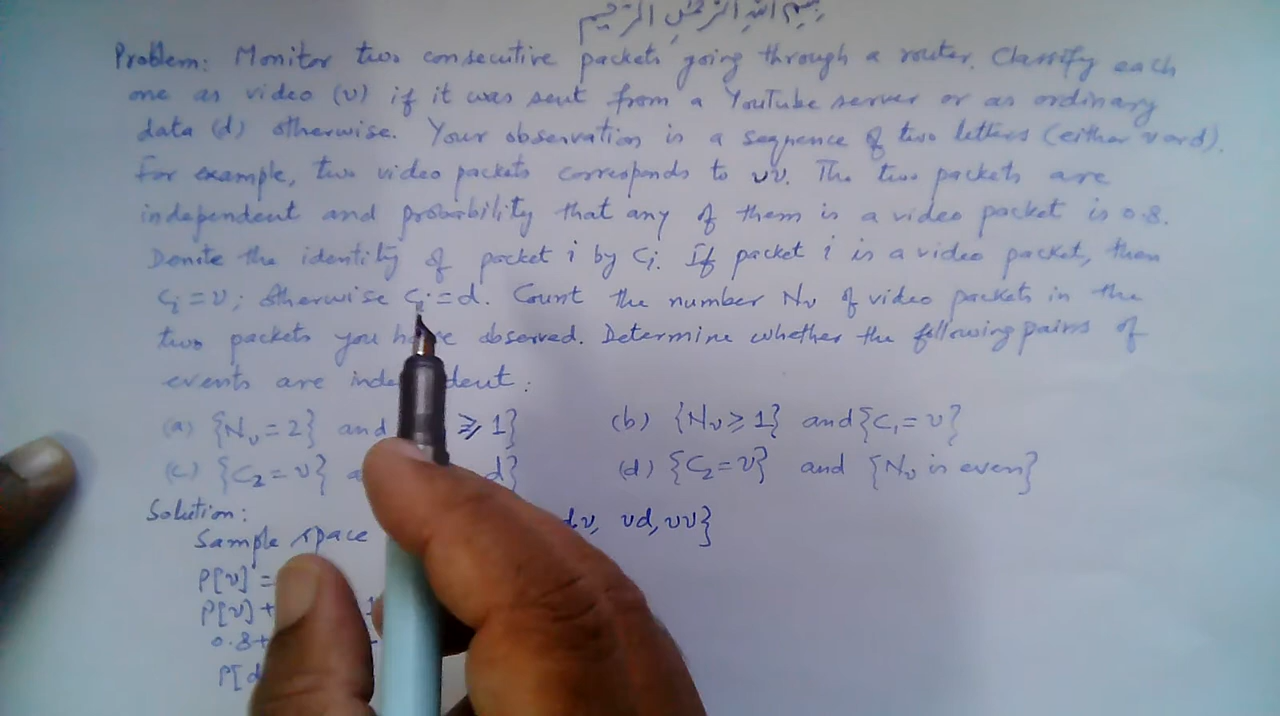 بسم الله الرحمن الرحيم
Problem: Monitor two consecutive packets going through a router. Classify each
one as video (v) if it was sent from a YouTube server or as ordinary
data (d) otherwise. Your observation is a sequence of two letters (either v or d).
For example, two video packets corresponds to vv. The two packets are
independent and probability that any of them is a video packet is 0.8.
Denote the identity of packet i by Ci. If packet i is a video packet, then
Ci = v; otherwise Ci = d. Count the number Nv of video packets in the
two packets you have observed. Determine whether the following pairs of
events are independent:
(a) {Nv = 2} and ≥ 1} (b) {Nv ≥ 1} and {C₁ = v}
(c) {C₂ = v} d} (d) {C₂ = v} and {Nv is even}
Solution:
Sample space dv, vd, vv}
P[v] =
P[v] + 1
0.8+
P[d